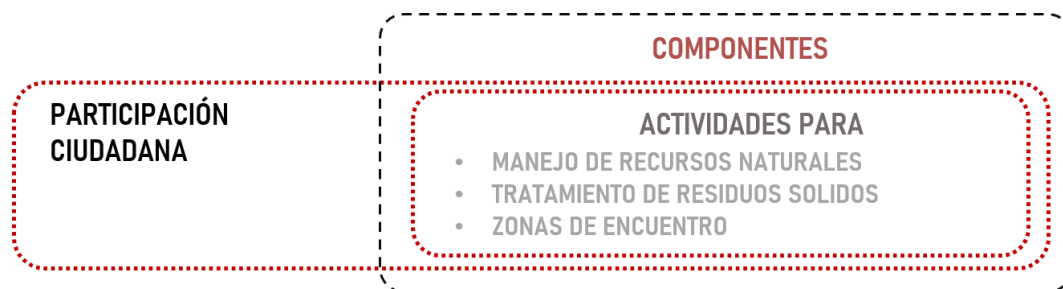 COMPONENTES
PARTICIPACIÓN
CIUDADANA
ACTIVIDADES PARA
• MANEJO DE RECURSOS NATURALES
• TRATAMIENTO DE RESIDUOS SOLIDOS
• ZONAS DE ENCUENTRO